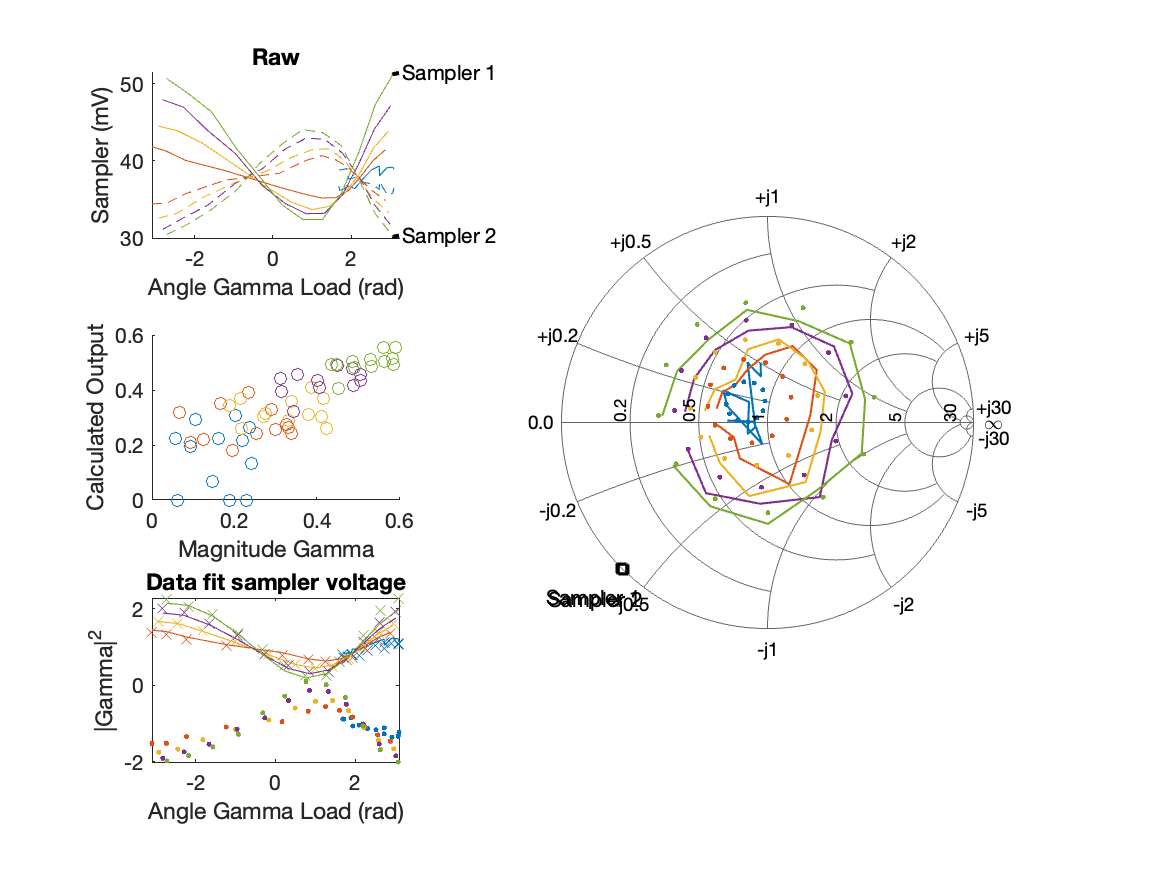 Raw
50
40
30
Sampler (mV)
Sampler 1
Sampler 2
-2
0
2
Angle Gamma Load (rad)
0.6
0.4
0.2
0
Calculated Output
0
0.2
0.4
0.6
Magnitude Gamma
Data fit sampler voltage
2
0
-2
|Gamma|2
-2
0
2
Angle Gamma Load (rad)
+j1
+j0.5
+j2
+j0.2
+j5
0.0
0.2
0.5
1
2
5
30
+j30
∞
-j30
-j0.2
-j5
-j0.5
-j2
-j1